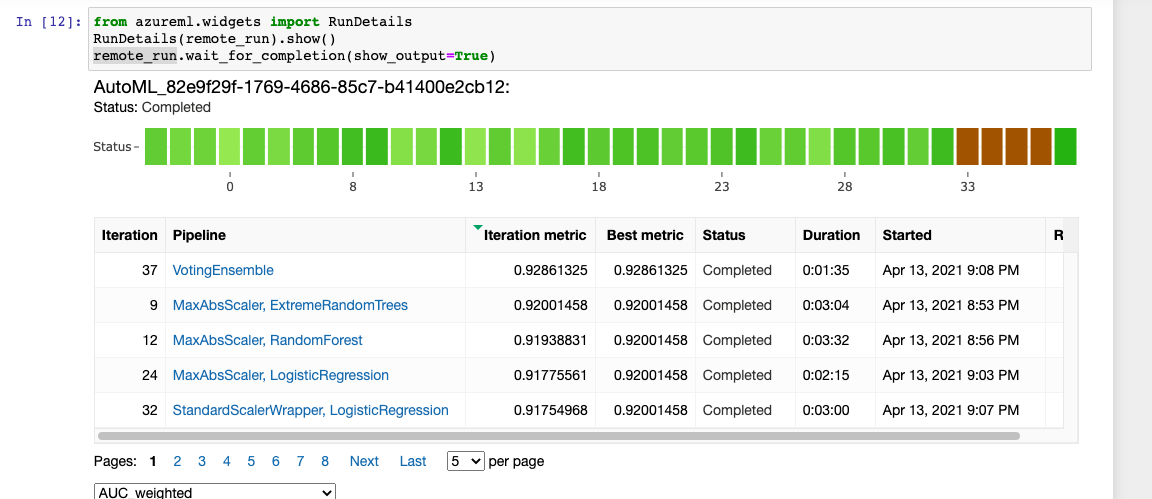 In [12]: from azureml.widgets import RunDetails
RunDetails(remote_run).show()
remote_run.wait_for_completion(show_output=True)
AutoML_82e9f29f-1769-4686-85c7-b41400e2cb12:
Status: Completed
Status
0 8 13 18 23 28 33
Iteration Pipeline Iteration metric Best metric Status Duration Started R
37 VotingEnsemble 0.92861325 0.92861325 Completed 0:01:35 Apr 13, 2021 9:08 PM
9 MaxAbsScaler, ExtremeRandomTrees 0.92001458 0.92001458 Completed 0:03:04 Apr 13, 2021 8:53 PM
12 MaxAbsScaler, RandomForest 0.91938831 0.92001458 Completed 0:03:32 Apr 13, 2021 8:56 PM
24 MaxAbsScaler, LogisticRegression 0.91775561 0.92001458 Completed 0:02:15 Apr 13, 2021 9:03 PM
32 StandardScalerWrapper, LogisticRegression 0.91754968 0.92001458 Completed 0:03:00 Apr 13, 2021 9:07 PM
Pages: 1 2 3 4 5 6 7 8 Next Last 5 per page
AUC_weighted